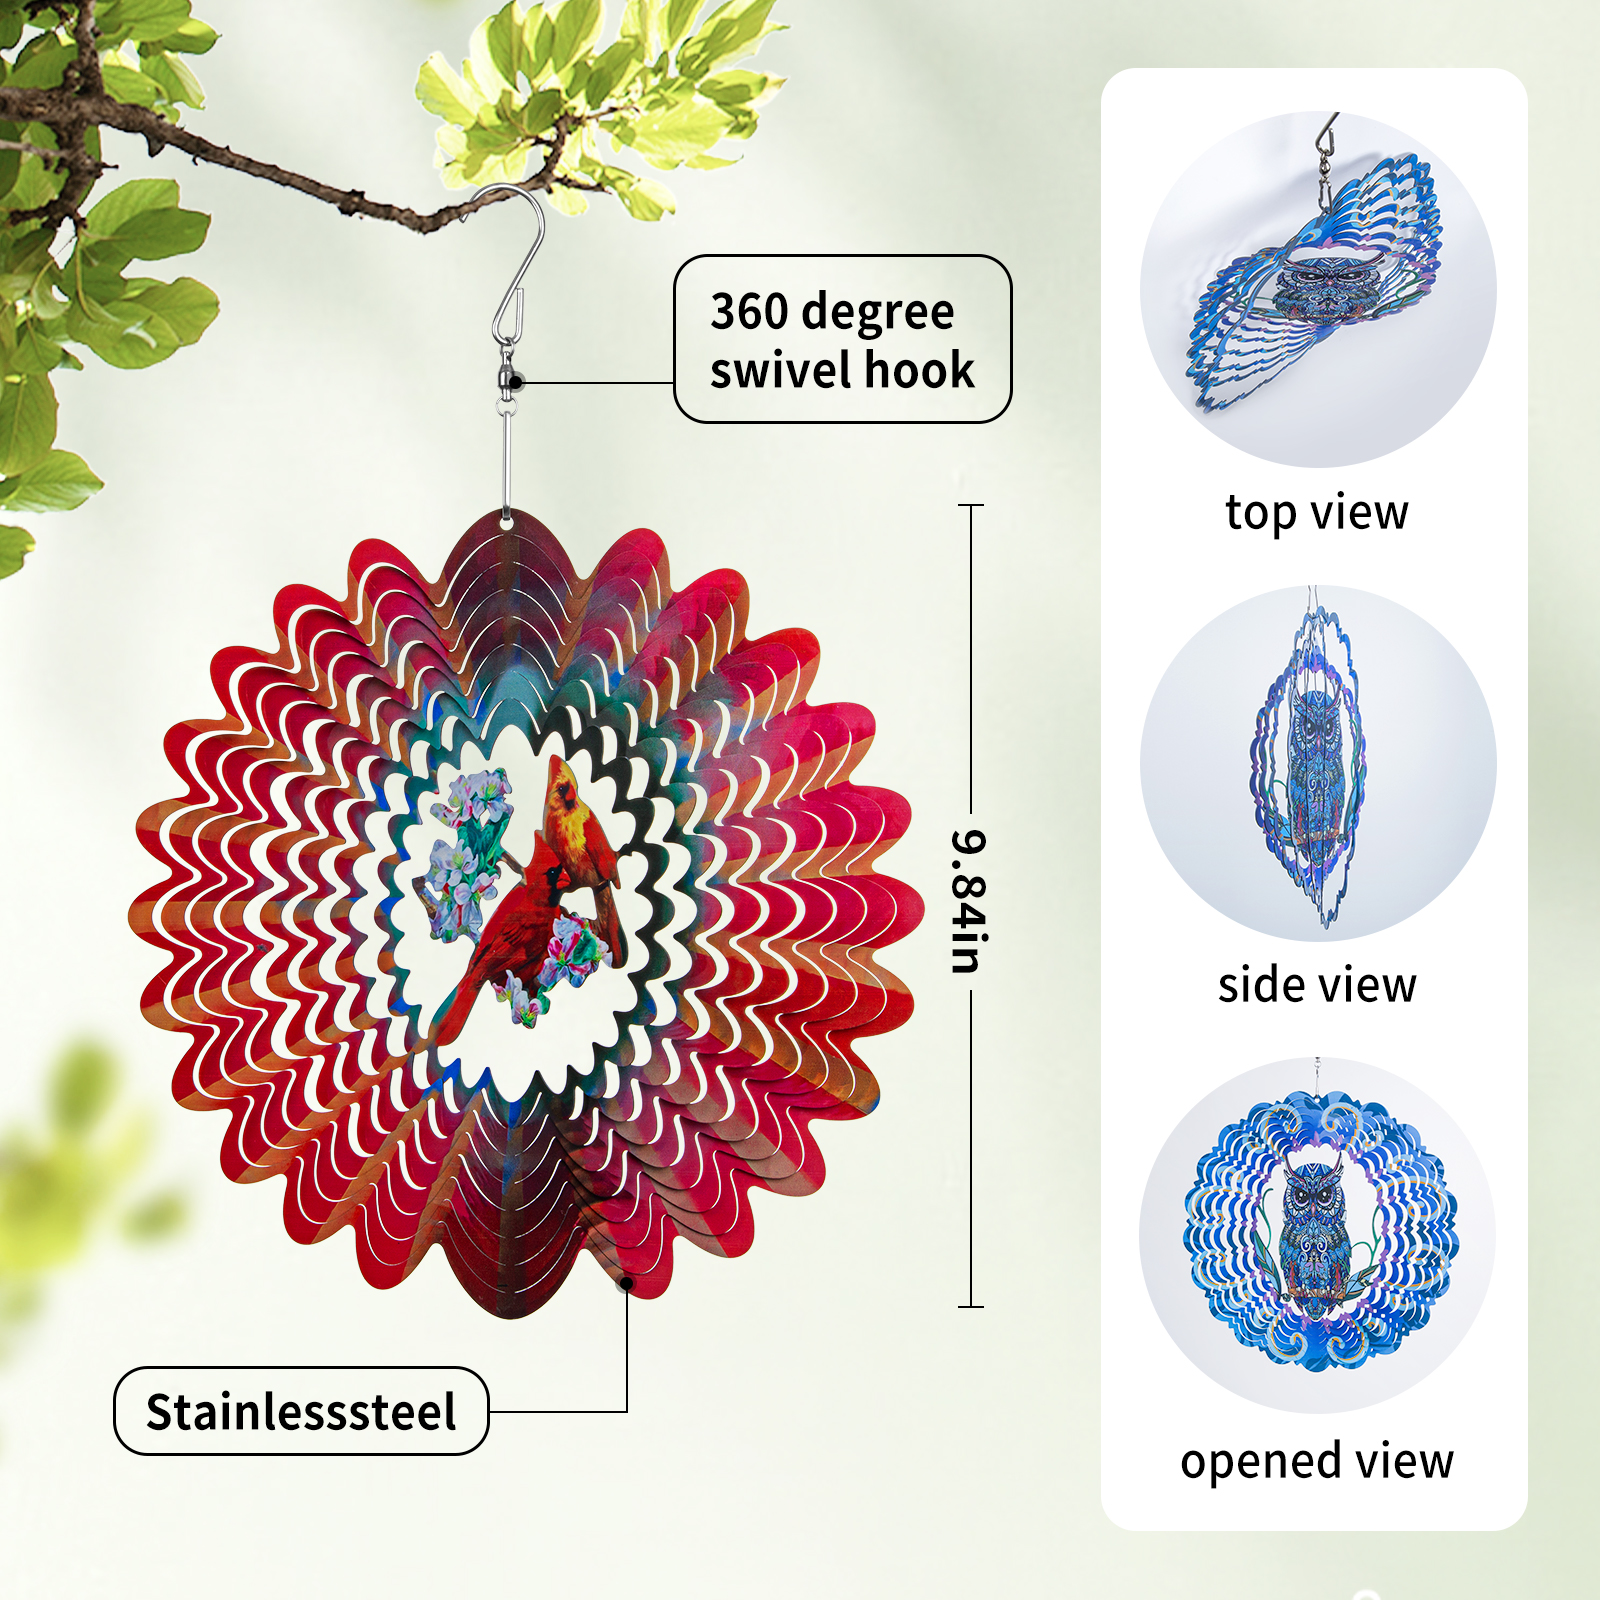 360 degree
swivel hook
9.84in
Stainlesssteel
top view
side view
opened view